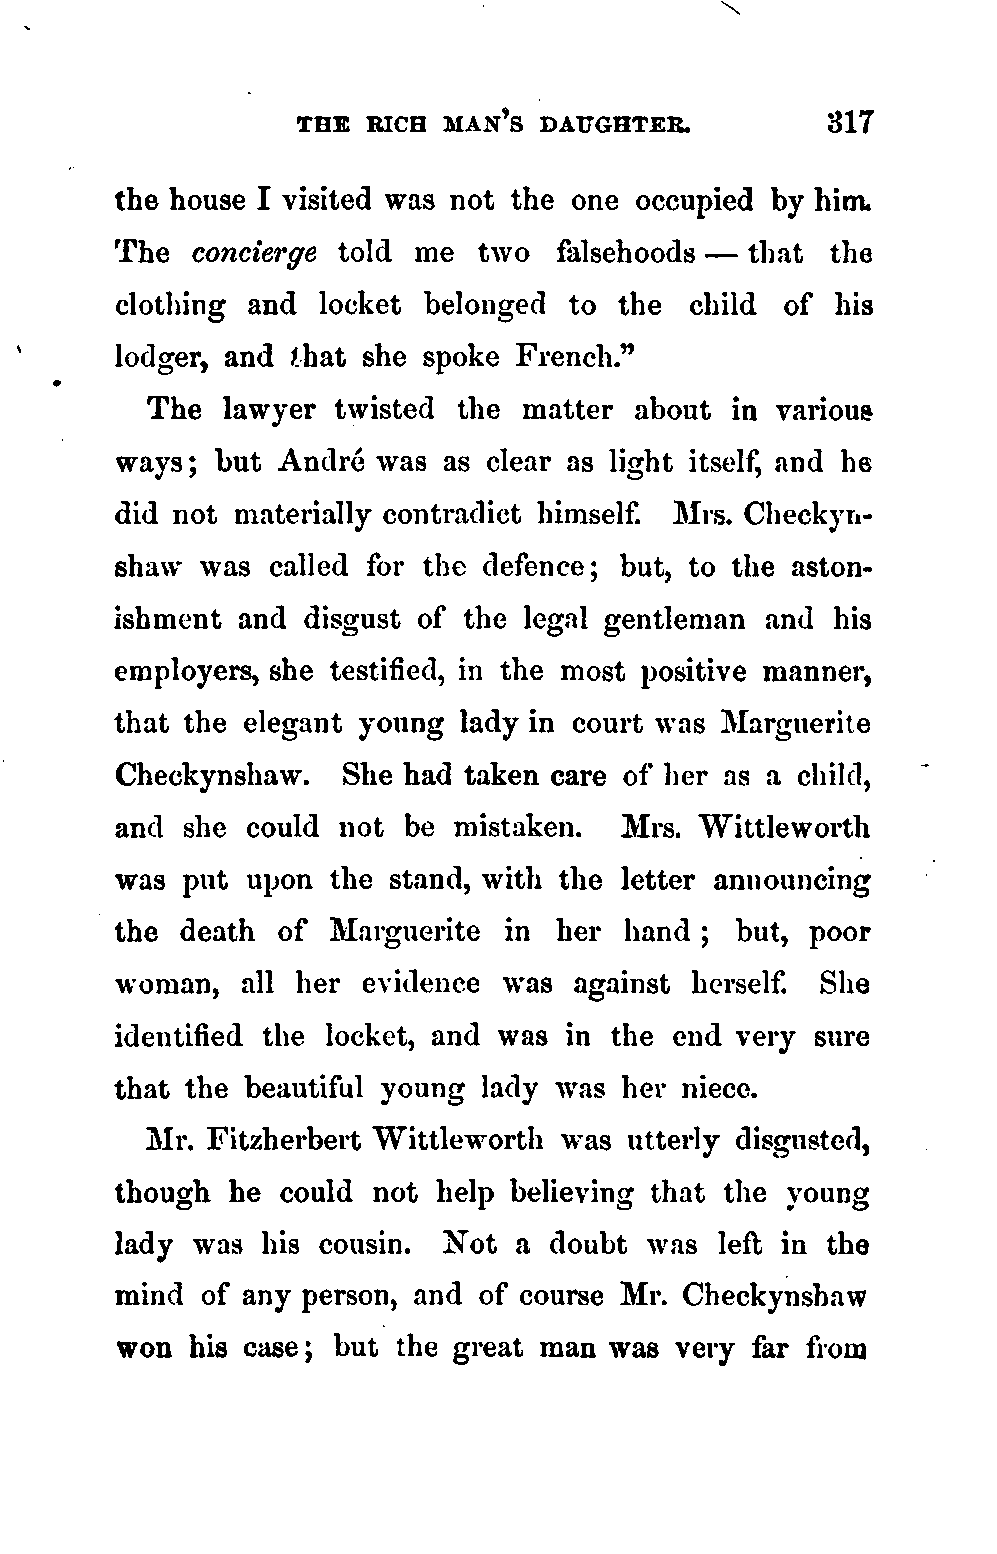 THE RICH MAN'S DAUGHTER. 317
the house I visited was not the one occupied by him.
The concierge told me two falsehoods — that the
clothing and locket belonged to the child of his
lodger, and that she spoke French."
The lawyer twisted the matter about in various
ways; but André was as clear as light itself, and he
did not materially contradict himself. Mrs. Checkyn-
shaw was called for the defence; but, to the aston-
ishment and disgust of the legal gentleman and his
employers, she testified, in the most positive manner,
that the elegant young lady in court was Marguerite
Checkynshaw. She had taken care of her as a child,
and she could not be mistaken. Mrs. Wittleworth
was put upon the stand, with the letter announcing
the death of Marguerite in her hand; but, poor
woman, all her evidence was against herself. She
identified the locket, and was in the end very sure
that the beautiful young lady was her niece.
Mr. Fitzherbert Wittleworth was utterly disgusted,
though he could not help believing that the young
lady was his cousin. Not a doubt was left in the
mind of any person, and of course Mr. Checkynshaw
won his case; but the great man was very far from